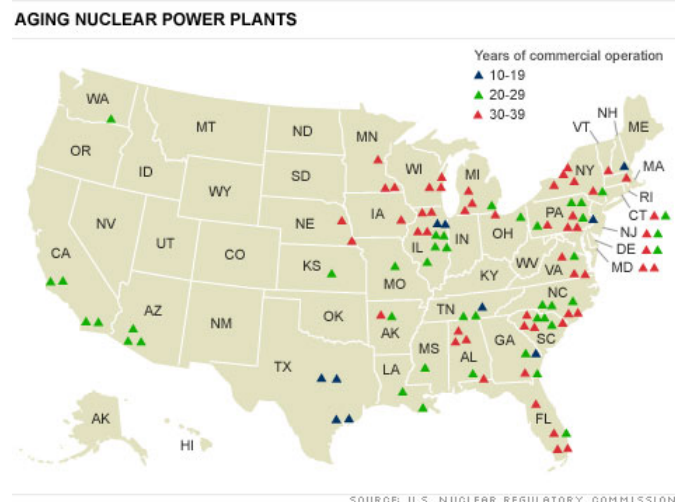 AGING NUCLEAR POWER PLANTS
Years of commercial operation
10-19
20-29
30-39
WA
MT
ND
MN
VT
NH
ME
OR
ID
SD
WI
MI
NY
MA
WY
RI
NV
NE
IA
PA
CT
NJ
UT
CO
IL
IN
OH
DE
CA
KS
MO
WV
VA
MD
KY
AZ
NM
OK
TN
NC
AK
SC
TX
MS
AL
GA
LA
AK
HI
FL
SOURCE: U.S. NUCLEAR REGULATORY COMMISSION